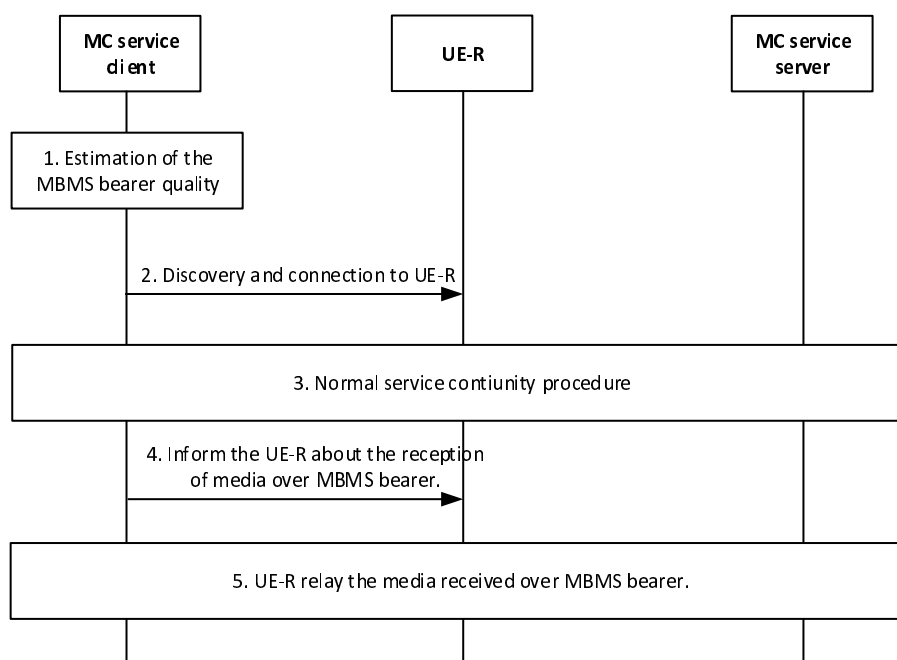 MC service
client
UE-R
MC service
server
1. Estimation of the
MBMS bearer quality
2. Discovery and connection to UE-R
3. Normal service contiunity procedure
4. Inform the UE-R about the reception
of media over MBMS bearer.
5. UE-R relay the media received over MBMS bearer.